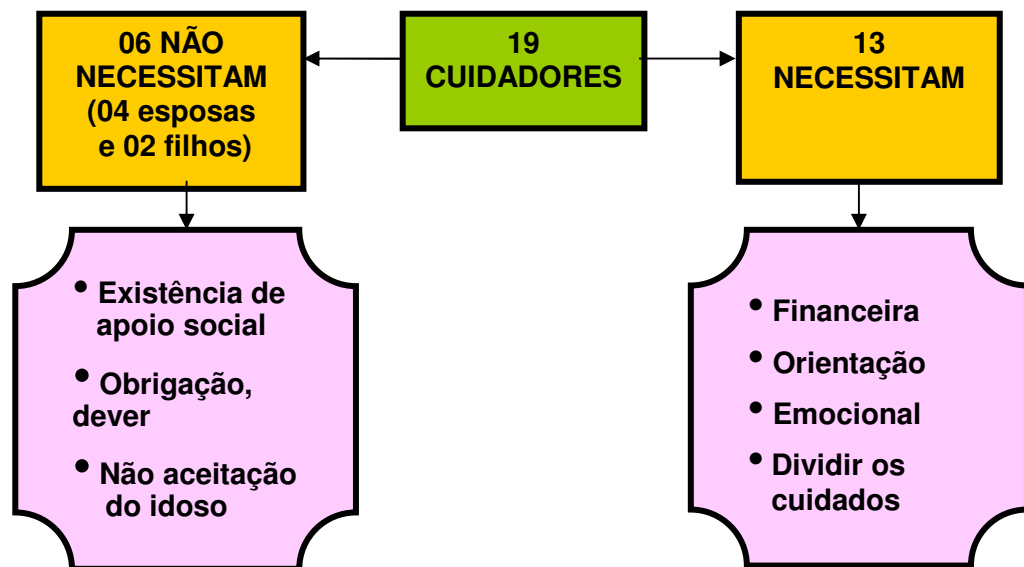 06 NÃO
NECESSITAM
(04 esposas
e 02 filhos)
19
CUIDADORES
13
NECESSITAM
• Existência de
apoio social
• Obrigação,
dever
• Não aceitação
do idoso
• Financeira
• Orientação
• Emocional
• Dividir os
cuidados